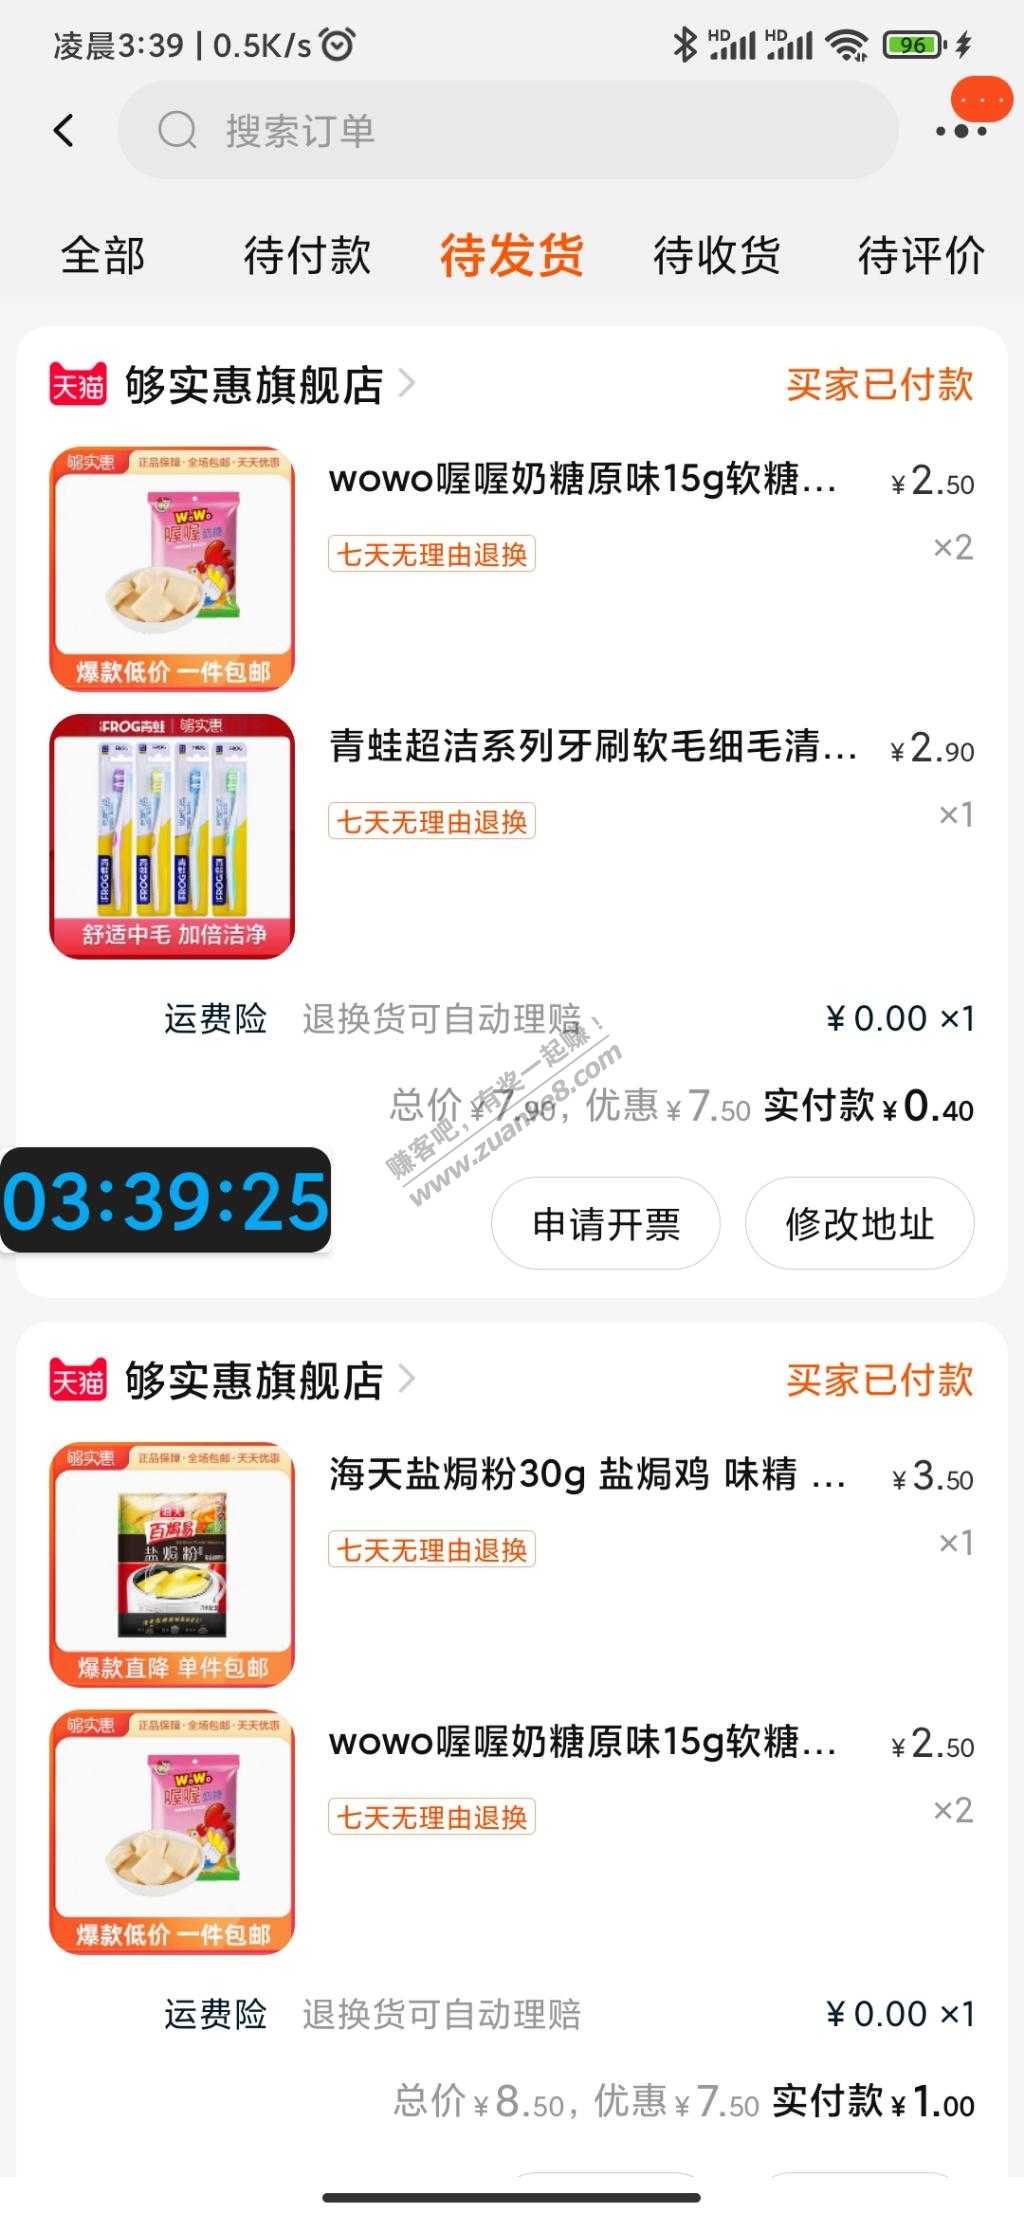 凌晨3:39 | 0.5K/s
HD HD 96
搜索订单
全部 待付款 待发货 待收货 待评价
天猫 够实惠旗舰店 买家已付款
够实惠 正品保障·全场包邮·天天优惠
wowo喔喔奶糖原味15g软糖... ¥2.50
七天无理由退换 ×2
WoWo
喔喔奶糖
爆款低价 一件包邮
FROG青蛙 够实惠
青蛙超洁系列牙刷软毛细毛清... ¥2.90
七天无理由退换 ×1
舒适中毛 加倍洁净
运费险 退换货可自动理赔 ¥0.00 ×1
总价¥7.90, 优惠¥7.50 实付款¥0.40
赚客吧,有奖一起赚!
www.zuanke8.com
03:39:25
申请开票 修改地址
天猫 够实惠旗舰店 买家已付款
够实惠 正品保障·全场包邮·天天优惠
海天盐焗粉30g 盐焗鸡 味精 ... ¥3.50
七天无理由退换 ×1
海天
百焗易
盐焗粉
爆款直降 单件包邮
够实惠 正品保障·全场包邮·天天优惠
wowo喔喔奶糖原味15g软糖... ¥2.50
七天无理由退换 ×2
WoWo
喔喔奶糖
爆款低价 一件包邮
运费险 退换货可自动理赔 ¥0.00 ×1
总价¥8.50, 优惠¥7.50 实付款¥1.00